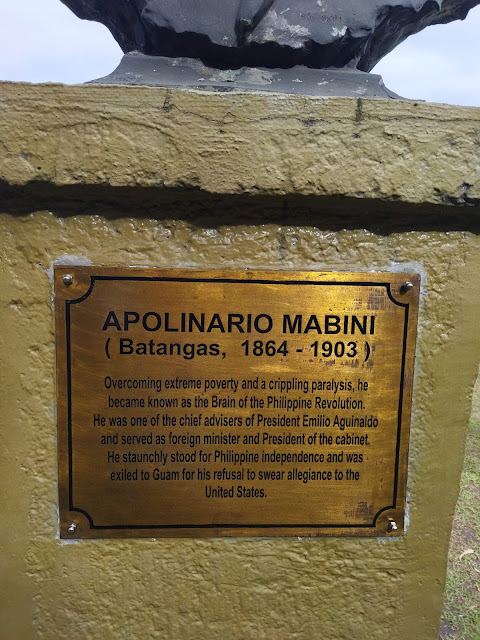 APOLINARIO MABINI
( Batangas, 1864 - 1903 )
Overcoming extreme poverty and a crippling paralysis, he
became known as the Brain of the Philippine Revolution.
He was one of the chief advisers of President Emilio Aguinaldo
and served as foreign minister and President of the cabinet.
He staunchly stood for Philippine independence and was
exiled to Guam for his refusal to swear allegiance to the
United States.